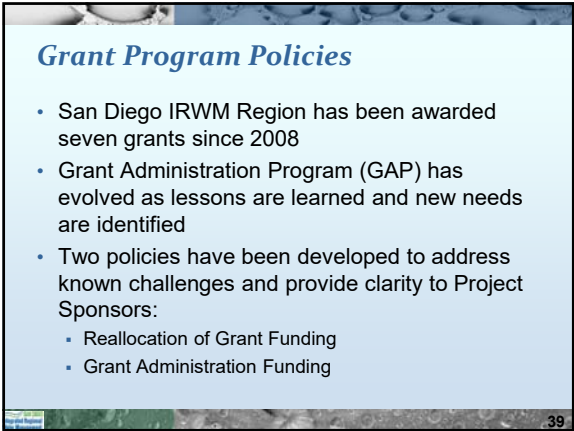 Grant Program Policies
• San Diego IRWM Region has been awarded
seven grants since 2008
• Grant Administration Program (GAP) has
evolved as lessons are learned and new needs
are identified
• Two policies have been developed to address
known challenges and provide clarity to Project
Sponsors:
▪ Reallocation of Grant Funding
▪ Grant Administration Funding
39